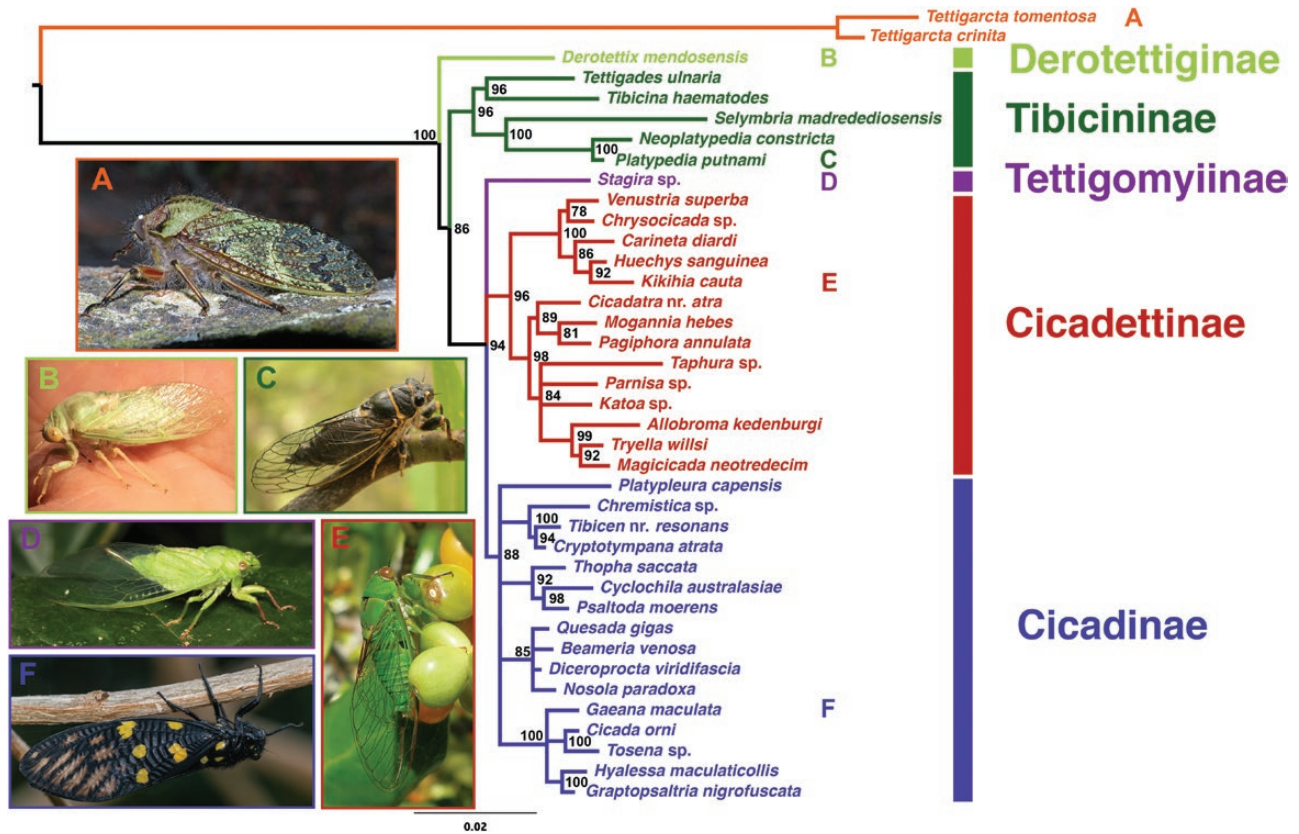 Tettigarcta tomentosa A
Tettigarcta crinita
Derotettix mendosensis B Derotettiginae
Tettigades ulnaria
96
Tibicina haematodes
96
Selymbria madrededioensis
100
Tibicininae
100
Neoplatypedia constricta
100
Platypedia putnami C
Stagira sp. D Tettigomyiinae
A
Venustria superba
78
Chrysocicada sp.
86
100
Carineta diardi
86
Huechys sanguinea
92
96
Kikihia cauta E
Cicadatra nr. atra
89
Mogannia hebes Cicadettinae
81
94
Pagiphora annulata
98
Taphura sp.
B C
Parnisa sp.
84
Katoa sp.
Allobroma kedenburgi
99
Tryella willsi
92
Magicicada neotredecim
Platypleura capensis
Chremistica sp.
100
Tibicen nr. resonans
D E
94
88
Cryptotympana atrata
Thopha saccata
92
Cyclochila australasiae
98
Psaltoda moerens
Cicadinae
Quesada gigas
85
Beameria venosa
F
Diceroprocta viridifascia
Nosola paradoxa
Gaeana maculata F
Cicada orni
100
100
Tosena sp.
Hyalessa maculaticollis
100
Graptopsaltria nigrofuscata
0.02